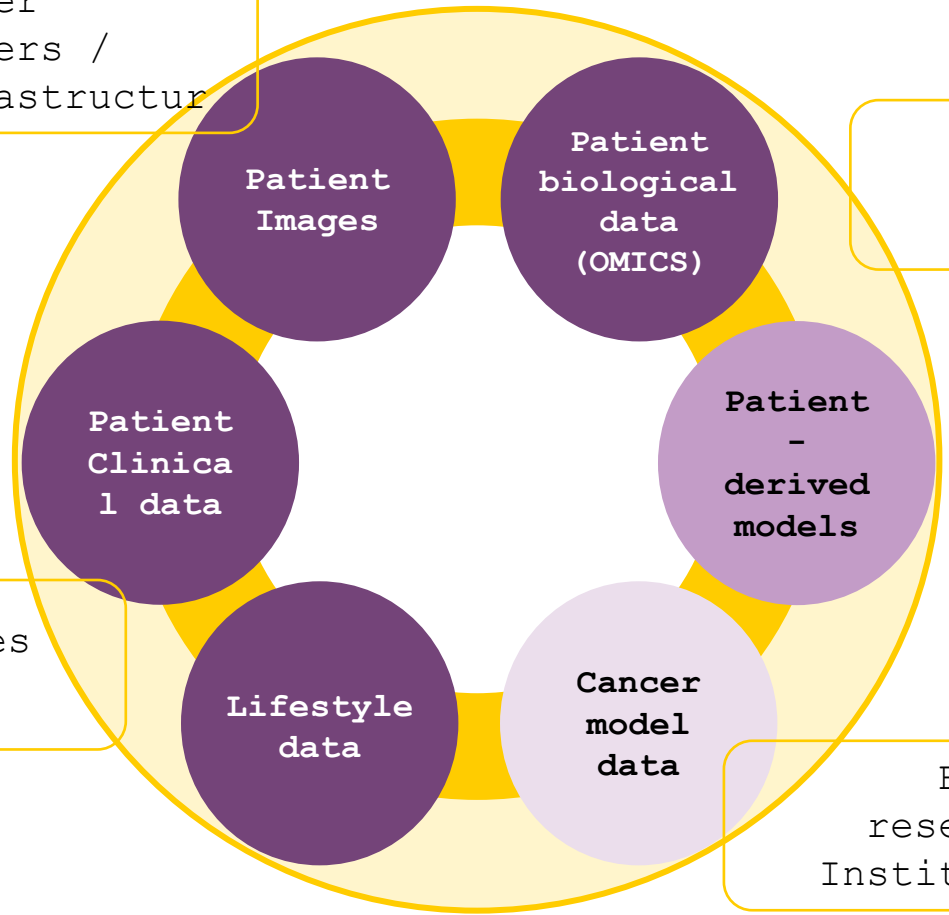 er
ers /
astructur
Patient
Images
Patient
biological
data
(OMICS)
Patient
Clinica
l data
Patient
-
derived
models
es
Lifestyle
data
Cancer
model
data
rese
Instit